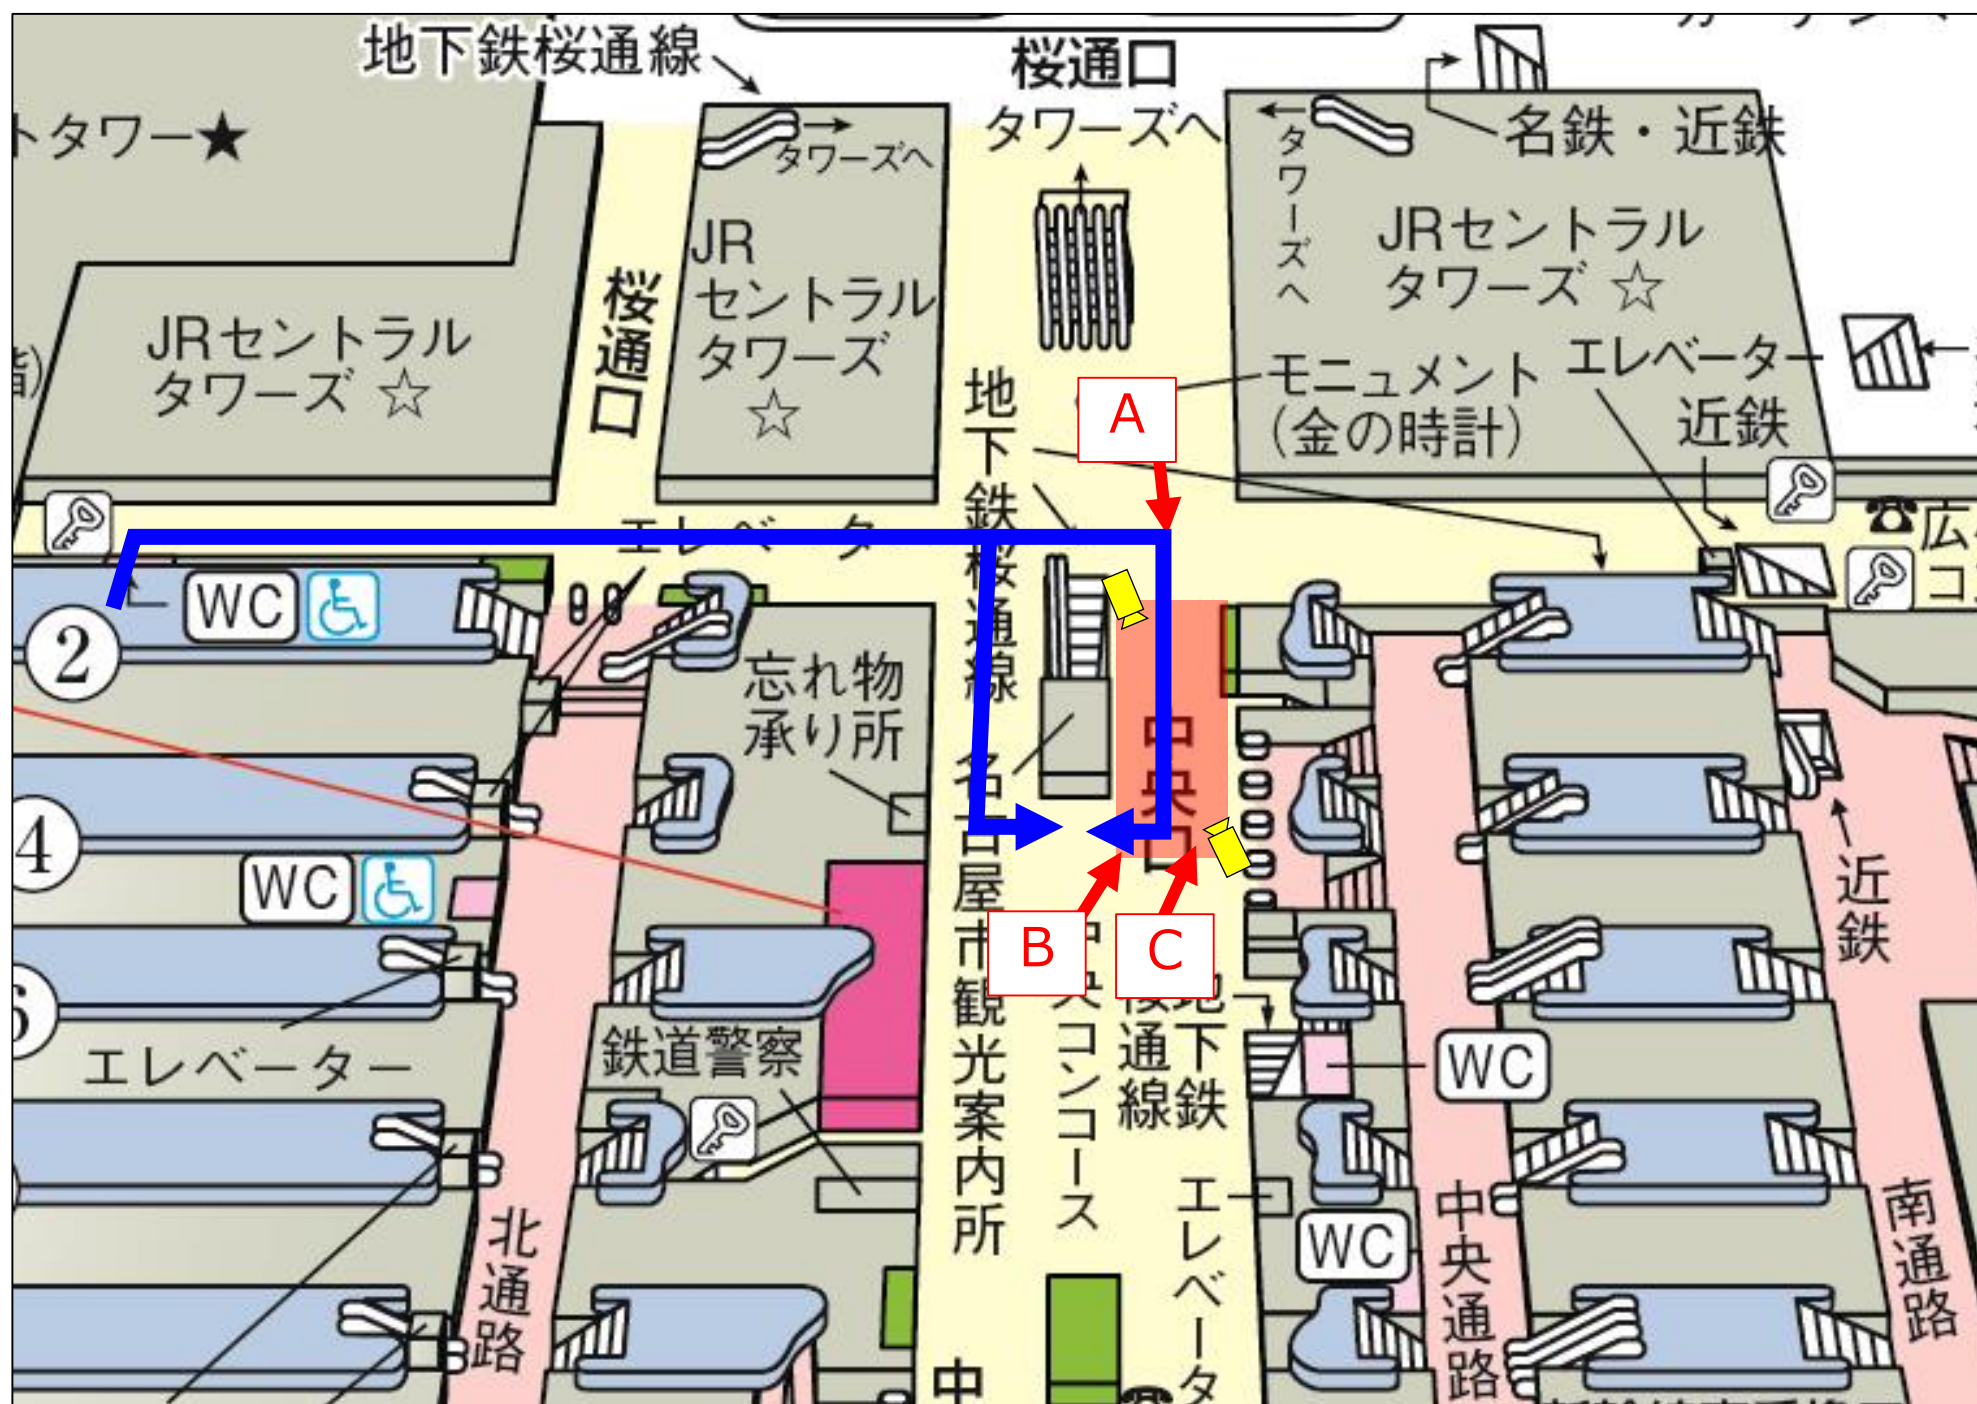 地下鉄桜通線
桜通口
タワーズへ
トタワー★
タワーズへ
タワーズへ
名鉄・近鉄
JR
セントラル
タワーズ
☆
JRセントラル
タワーズ ☆
JRセントラル
タワーズ ☆
桜通口
階)
地下鉄桜通線
モニュメント
(金の時計)
エレベーター
近鉄
A
エレベーター
WC
2
忘れ物
承り所
中央口
4
WC
名古屋市観光案内所
B
C
中央コンコース
地下鉄
桜通線
近鉄
6
エレベーター
鉄道警察
WC
北通路
エレベータ
WC
中央通路
南通路
中